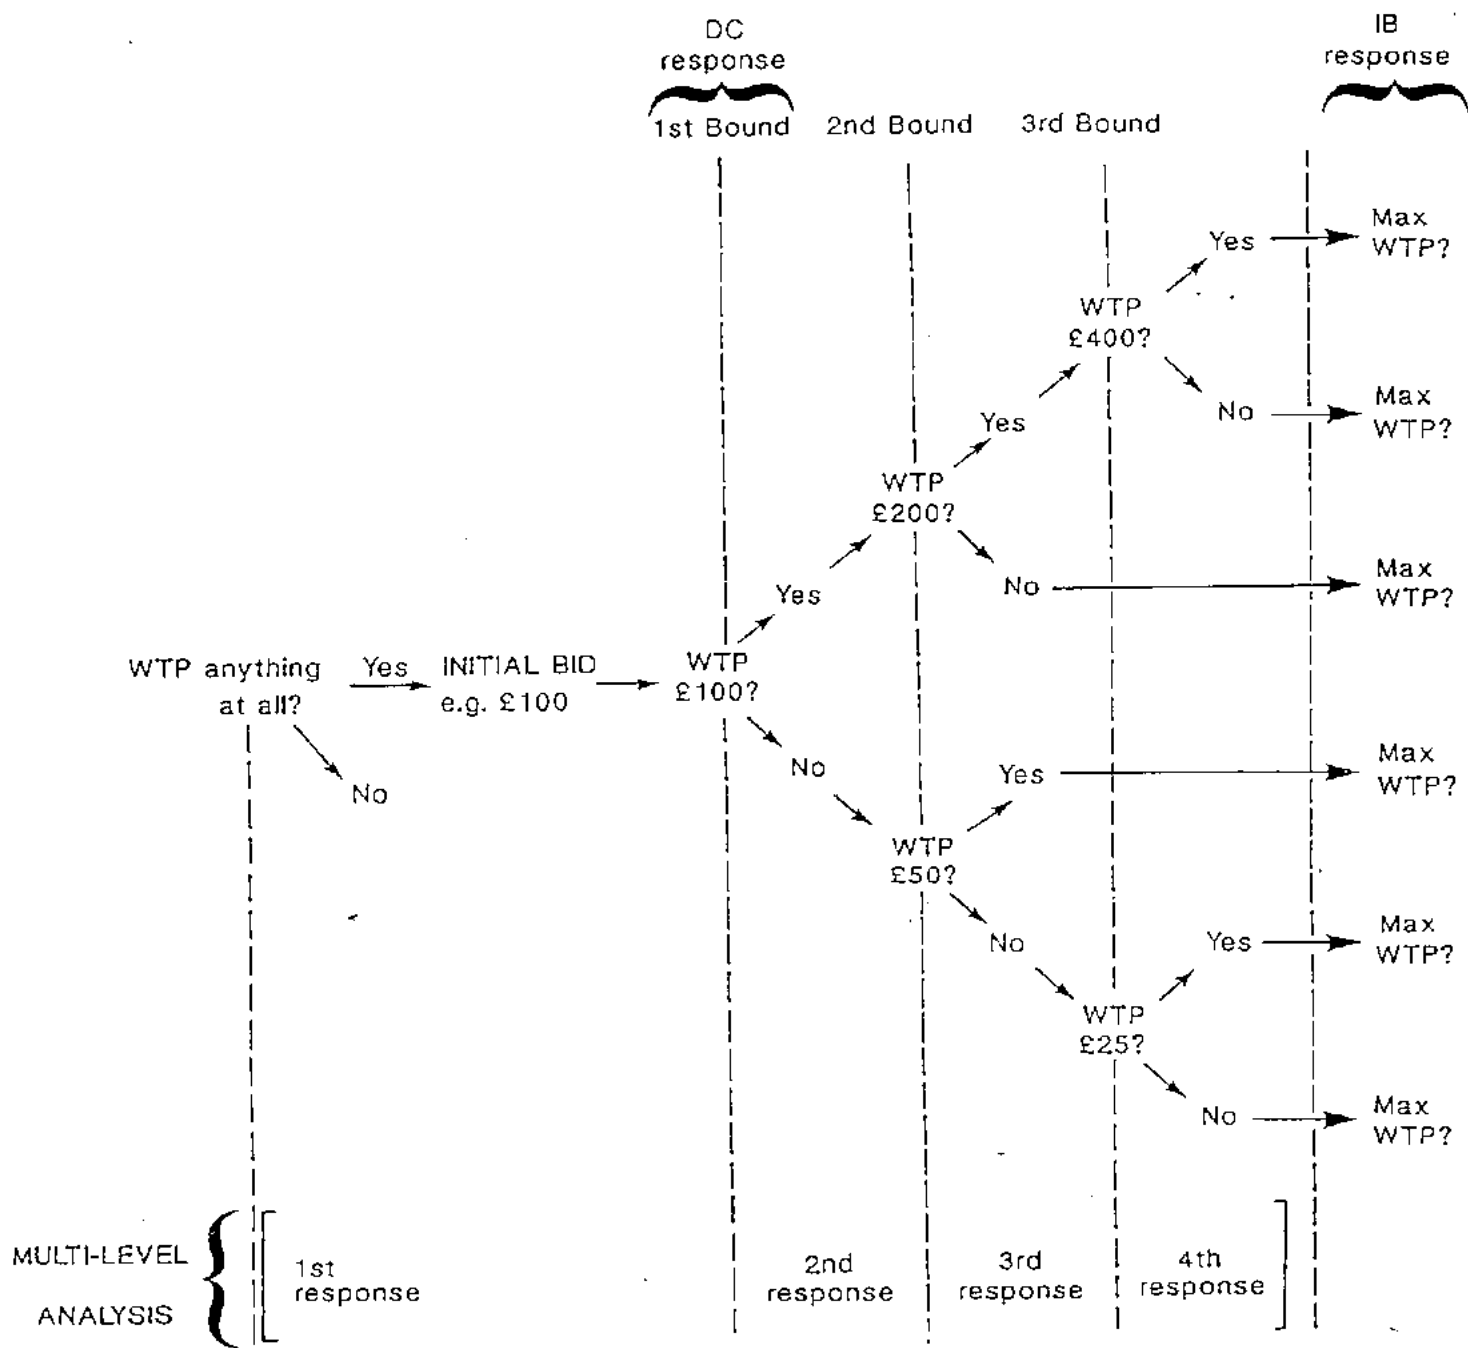 DC
response
IB
response
1st Bound
2nd Bound
3rd Bound
Max
WTP?
Yes
WTP
£400?
Max
WTP?
No
Yes
WTP
£200?
Max
WTP?
No
Yes
WTP anything
at all?
Yes
INITIAL BID
e.g. £100
WTP
£100?
No
No
Yes
Max
WTP?
WTP
£50?
No
Yes
Max
WTP?
WTP
£25?
No
Max
WTP?
MULTI-LEVEL
ANALYSIS
1st
response
2nd
response
3rd
response
4th
response